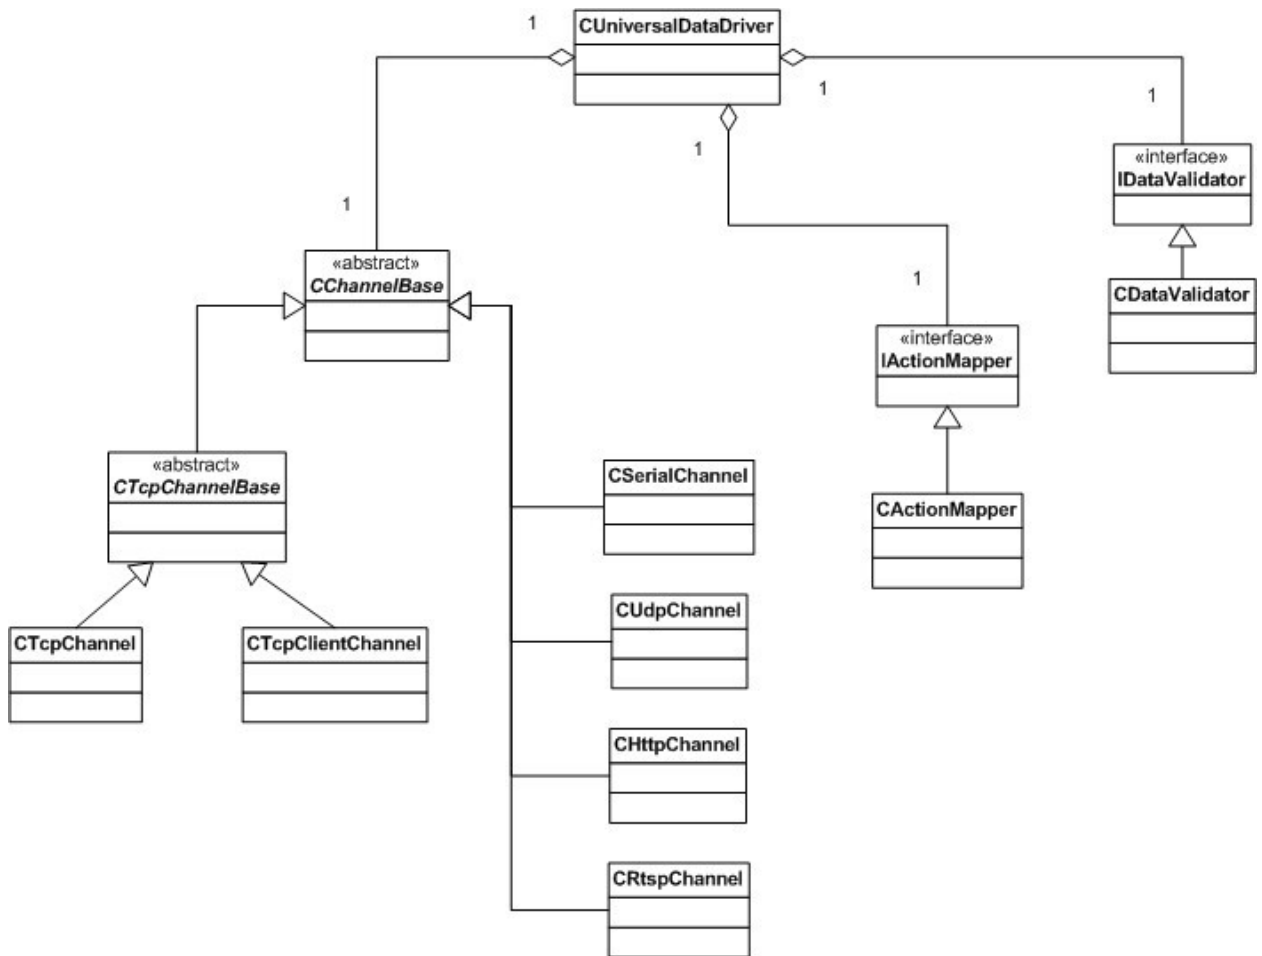 1
CUniversalDataDriver
1
1
1
«interface»
IDataValidator
1
«abstract»
CChannelBase
1
CDataValidator
«interface»
IActionMapper
«abstract»
CTcpChannelBase
CSerialChannel
CActionMapper
CUdpChannel
CTcpChannel
CTcpClientChannel
CHttpChannel
CRtspChannel